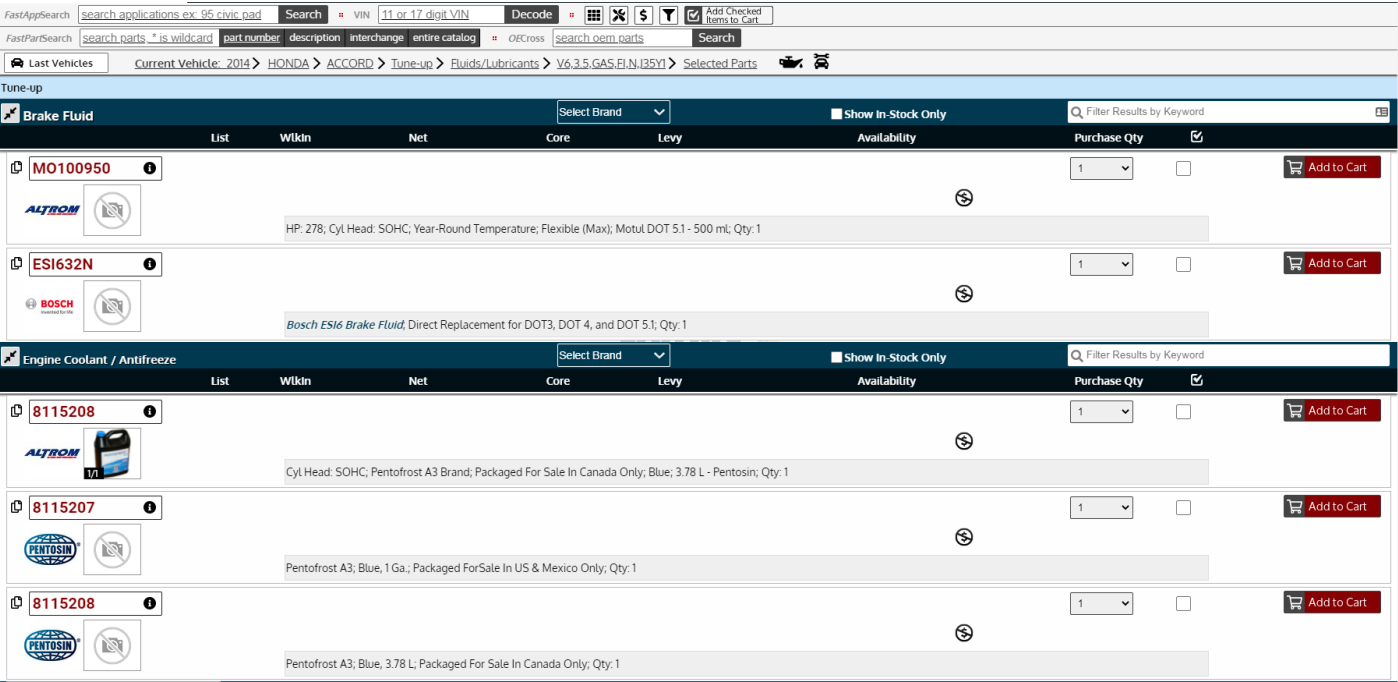 FastAppSearch search applications ex: 95 civic pad Search VIN 11 or 17 digit VIN Decode $ Add Checked Items to Cart
FastPartSearch search parts, * is wildcard part number description interchange entire catalog OECross search oem parts Search
Last Vehicles Current Vehicle: 2014 HONDA ACCORD Tune-up Fluids/Lubricants V6,3.5,GAS,FI,N,J35Y1 Selected Parts
Tune-up
Brake Fluid Select Brand Show In-Stock Only Filter Results by Keyword
List WlkIn Net Core Levy Availability Purchase Qty
MO100950 1 Add to Cart
ALTROM
HP: 278; Cyl Head: SOHC; Year-Round Temperature; Flexible (Max); Motul DOT 5.1 - 500 ml; Qty: 1
ESI632N 1 Add to Cart
BOSCH
Invented for life
Bosch ESI6 Brake Fluid; Direct Replacement for DOT3, DOT 4, and DOT 5.1; Qty: 1
Engine Coolant / Antifreeze Select Brand Show In-Stock Only Filter Results by Keyword
List WlkIn Net Core Levy Availability Purchase Qty
8115208 1 Add to Cart
ALTROM
1/1
Cyl Head: SOHC; Pentofrost A3 Brand; Packaged For Sale In Canada Only; Blue; 3.78 L - Pentosin; Qty: 1
8115207 1 Add to Cart
PENTOSIN
Pentofrost A3; Blue, 1 Ga.; Packaged ForSale In US & Mexico Only; Qty: 1
8115208 1 Add to Cart
PENTOSIN
Pentofrost A3; Blue, 3.78 L; Packaged For Sale In Canada Only; Qty: 1